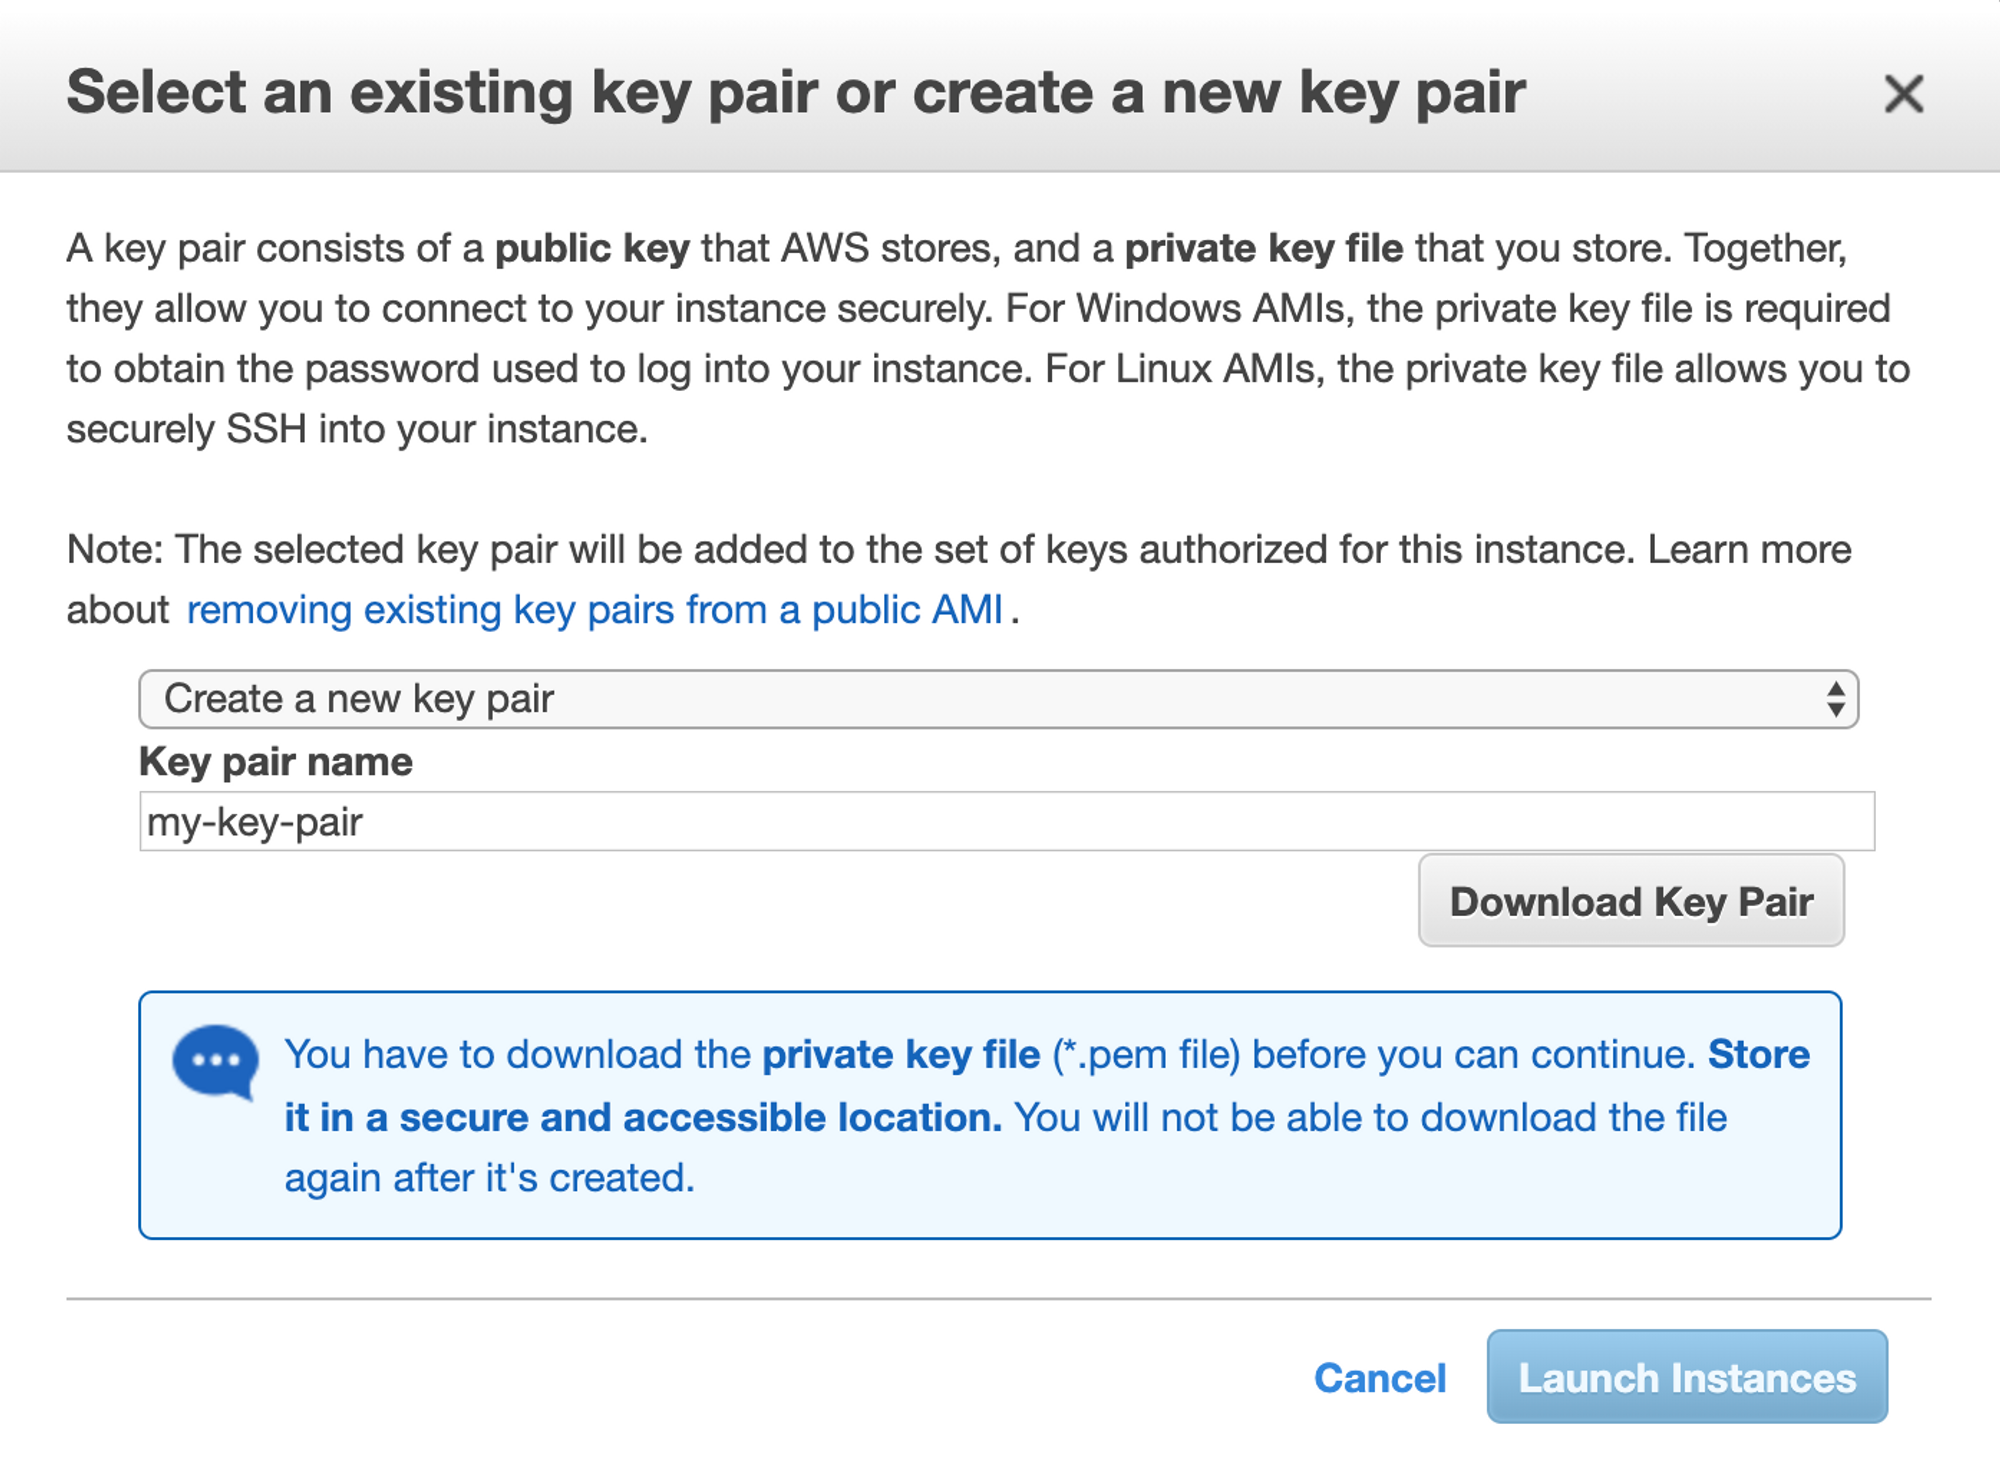 Select an existing key pair or create a new key pair
A key pair consists of a public key that AWS stores, and a private key file that you store. Together,
they allow you to connect to your instance securely. For Windows AMIs, the private key file is required
to obtain the password used to log into your instance. For Linux AMIs, the private key file allows you to
securely SSH into your instance.
Note: The selected key pair will be added to the set of keys authorized for this instance. Learn more
about removing existing key pairs from a public AMI .
Create a new key pair
Key pair name
my-key-pair
Download Key Pair
You have to download the private key file (*.pem file) before you can continue. Store
it in a secure and accessible location. You will not be able to download the file
again after it's created.
Cancel
Launch Instances